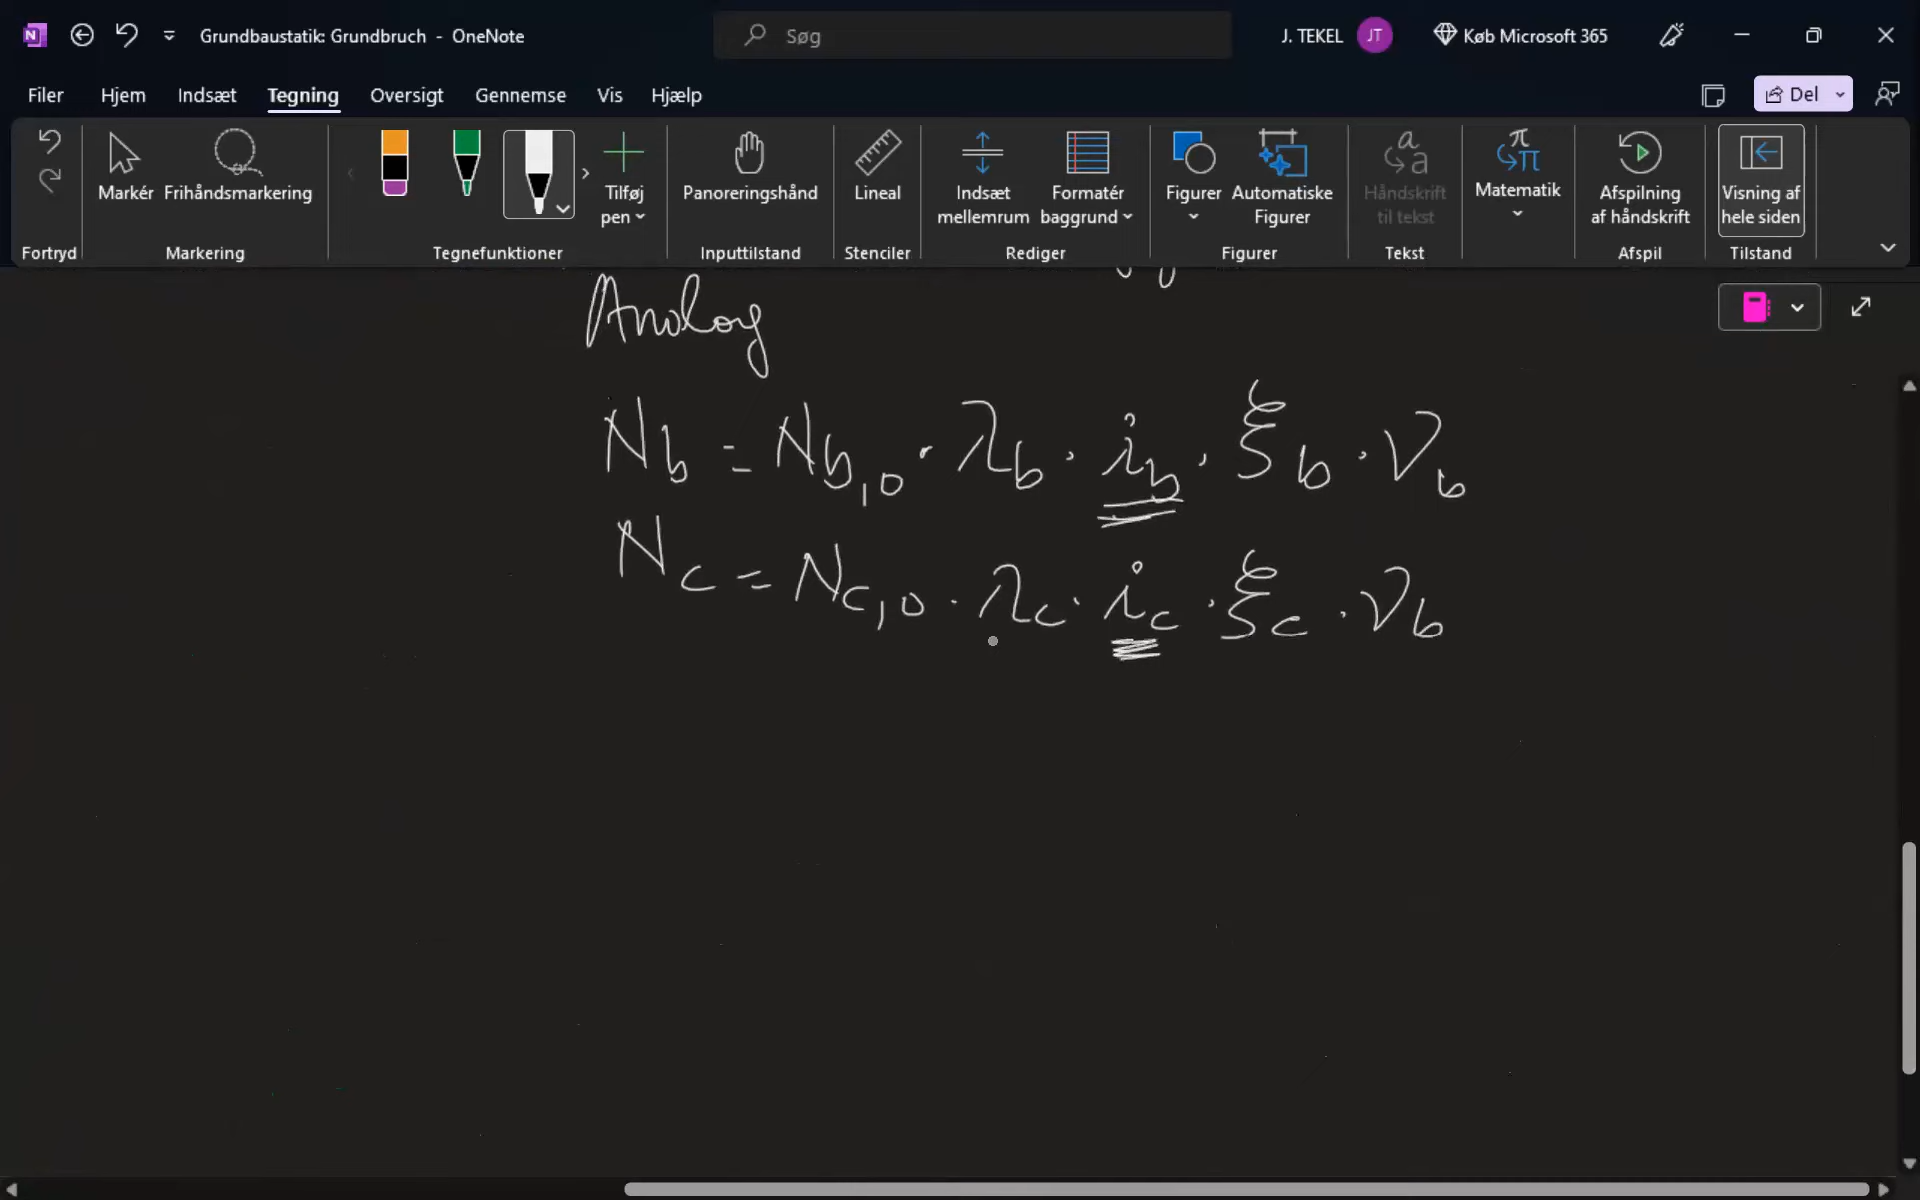 Grundbaustatik: Grundbruch - OneNote
Søg
J. TEKEL
JT
Køb Microsoft 365
Filer
Hjem
Indsæt
Tegning
Oversigt
Gennemse
Vis
Hjælp
Del
Markér
Frihåndsmarkering
Tilføj
pen
Panoreringshånd
Lineal
Indsæt
mellemrum
Formatér
baggrund
Figurer
Automatiske
Figurer
Håndskrift
til tekst
Matematik
Afspilning
af håndskrift
Visning af
hele siden
Fortryd
Markering
Tegnefunktioner
Inputtilstand
Stenciler
Rediger
Figurer
Tekst
Afspil
Tilstand
Analog
N_b = N_{b,0} · λ_b · i_b · ξ_b · ν_b
N_c = N_{c,0} · λ_c · i_c · ξ_c · ν_b